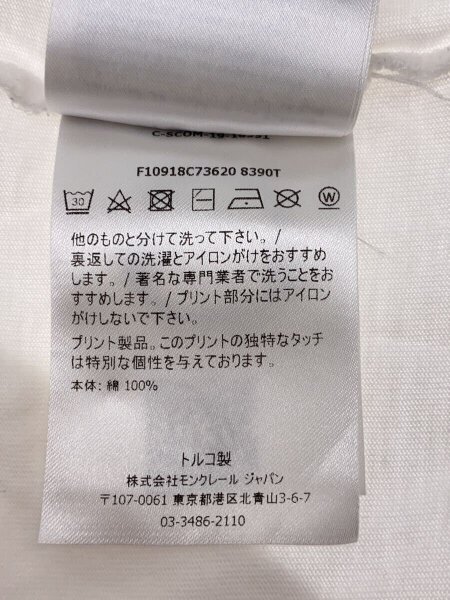 F10918C73620 8390T
30
W
他のものと分けて洗って下さい。/
裏返しての洗濯とアイロンがけをおすすめ
します。/ 著名な専門業者で洗うことをお
すすめします。/ プリント部分にはアイロン
がけしないで下さい。
プリント製品。このプリントの独特なタッチ
は特別な個性を与えております。
本体: 綿 100%
トルコ製
株式会社モンクレール ジャパン
〒107-0061 東京都港区北青山3-6-7
03-3486-2110